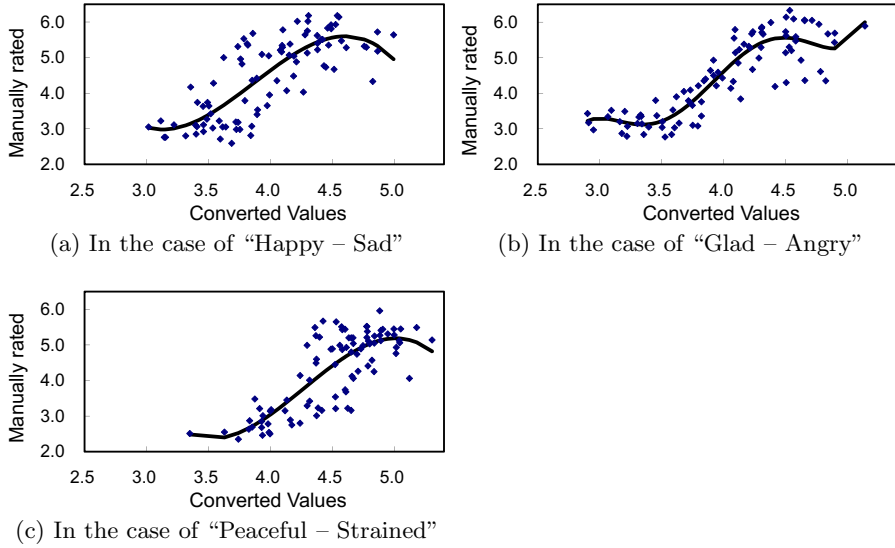 6.0
5.0
4.0
3.0
2.0
Manually rated
2.5 3.0 3.5 4.0 4.5 5.0
Converted Values
(a) In the case of “Happy – Sad”
6.0
5.0
4.0
3.0
2.0
Manually rated
2.5 3.0 3.5 4.0 4.5 5.0
Converted Values
(b) In the case of “Glad – Angry”
6.0
5.0
4.0
3.0
2.0
Manually rated
2.5 3.0 3.5 4.0 4.5 5.0
Converted Values
(c) In the case of “Peaceful – Strained”